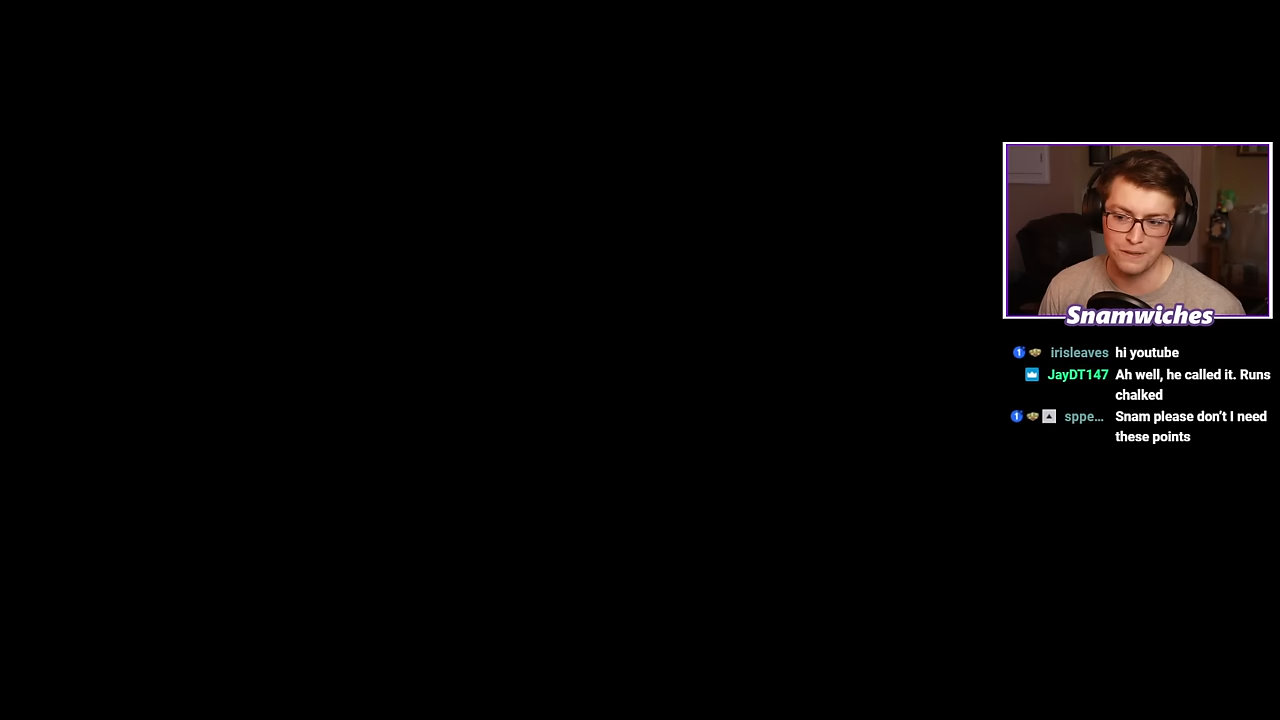 Snamwiches
irisleaves hi youtube
JayDT147 Ah well, he called it. Runs
chalked
sppe... Snam please don’t I need
these points